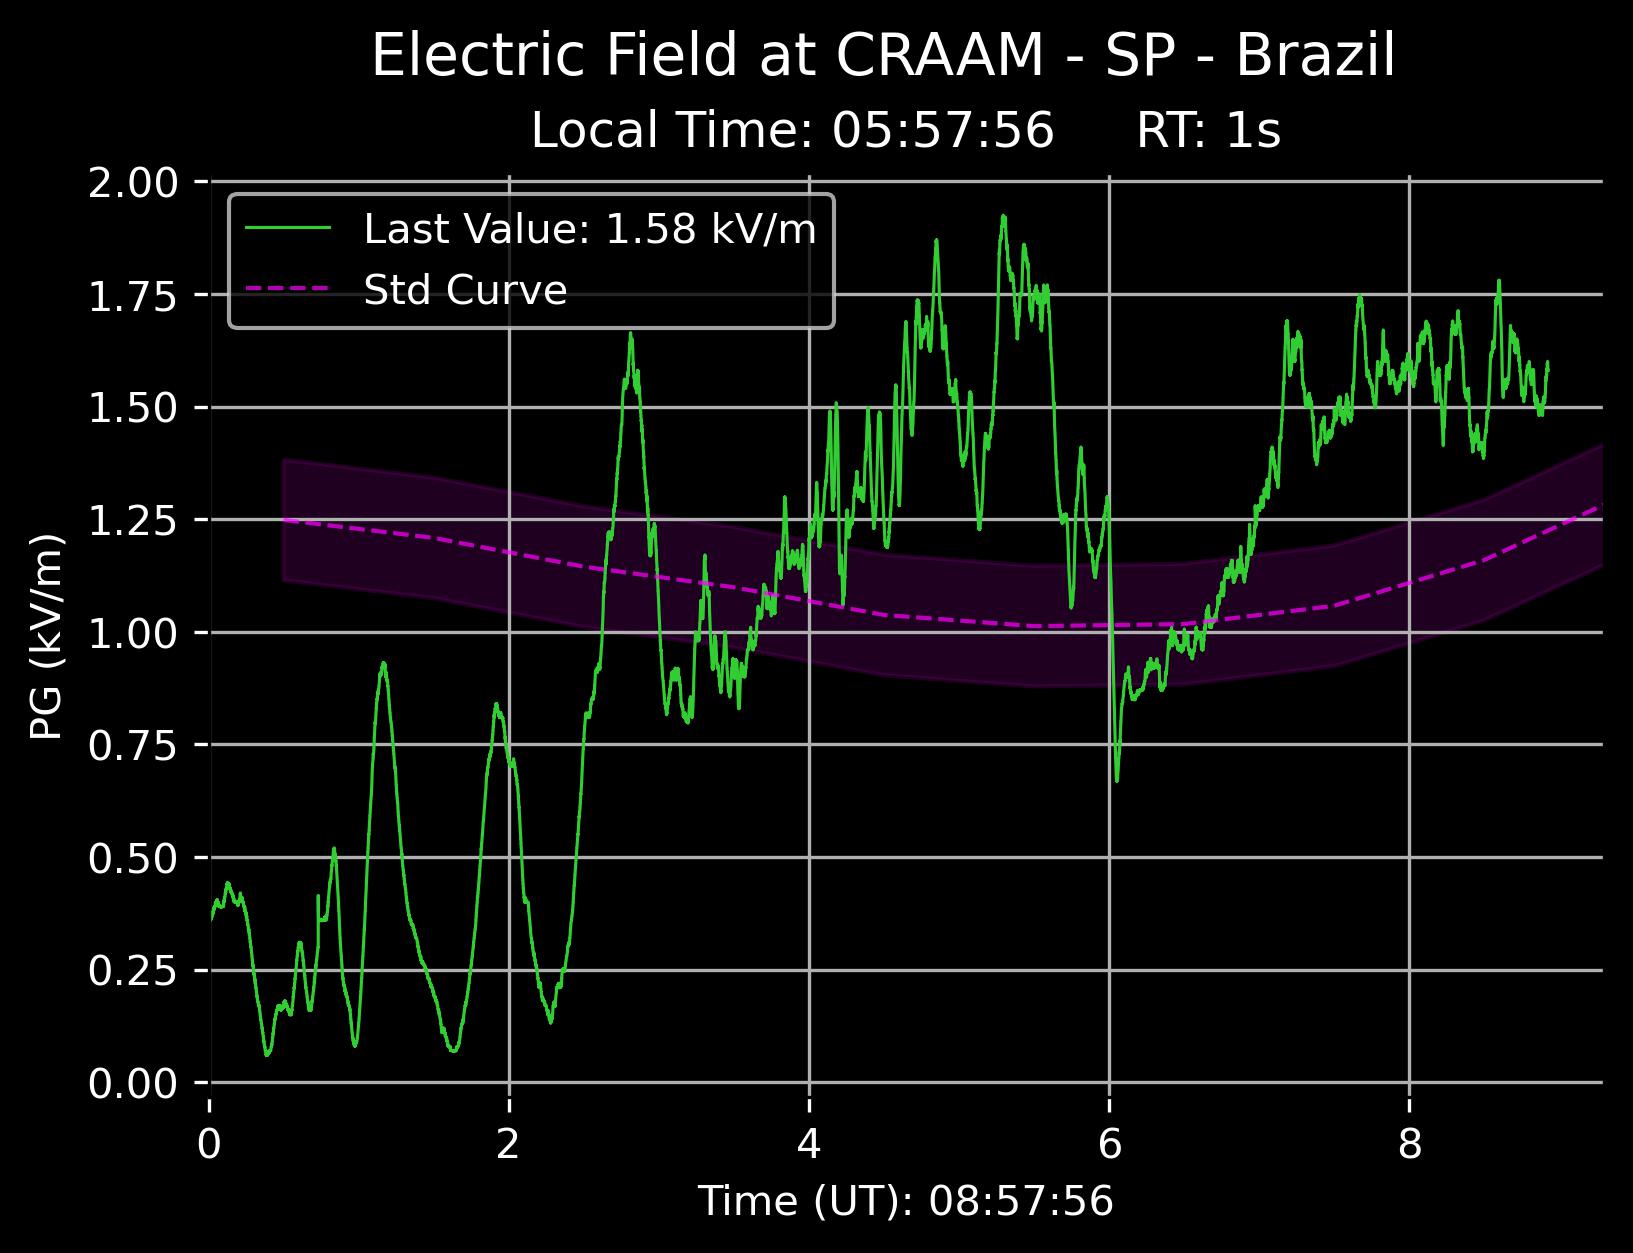 Electric Field at CRAAM - SP - Brazil
Local Time: 05:57:56 RT: 1s
Last Value: 1.58 kV/m
Std Curve
PG (kV/m)
2.00
1.75
1.50
1.25
1.00
0.75
0.50
0.25
0.00
0 2 4 6 8
Time (UT): 08:57:56